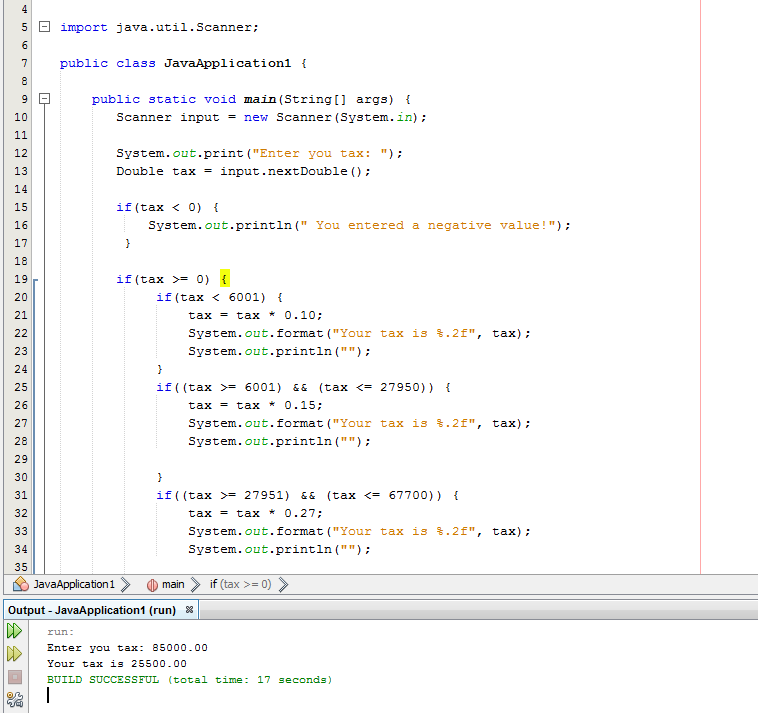 4
5 import java.util.Scanner;
6
7 public class JavaApplication1 {
8
9 public static void main(String[] args) {
10 Scanner input = new Scanner(System.in);
11
12 System.out.print("Enter you tax: ");
13 Double tax = input.nextDouble();
14
15 if(tax < 0) {
16 System.out.println(" You entered a negative value!");
17 }
18
19 if(tax >= 0) {
20 if(tax < 6001) {
21 tax = tax * 0.10;
22 System.out.format("Your tax is %.2f", tax);
23 System.out.println("");
24 }
25 if((tax >= 6001) && (tax <= 27950)) {
26 tax = tax * 0.15;
27 System.out.format("Your tax is %.2f", tax);
28 System.out.println("");
29
30 }
31 if((tax >= 27951) && (tax <= 67700)) {
32 tax = tax * 0.27;
33 System.out.format("Your tax is %.2f", tax);
34 System.out.println("");
35
JavaApplication1 main if (tax >= 0)
Output - JavaApplication1 (run)
run:
Enter you tax: 85000.00
Your tax is 25500.00
BUILD SUCCESSFUL (total time: 17 seconds)